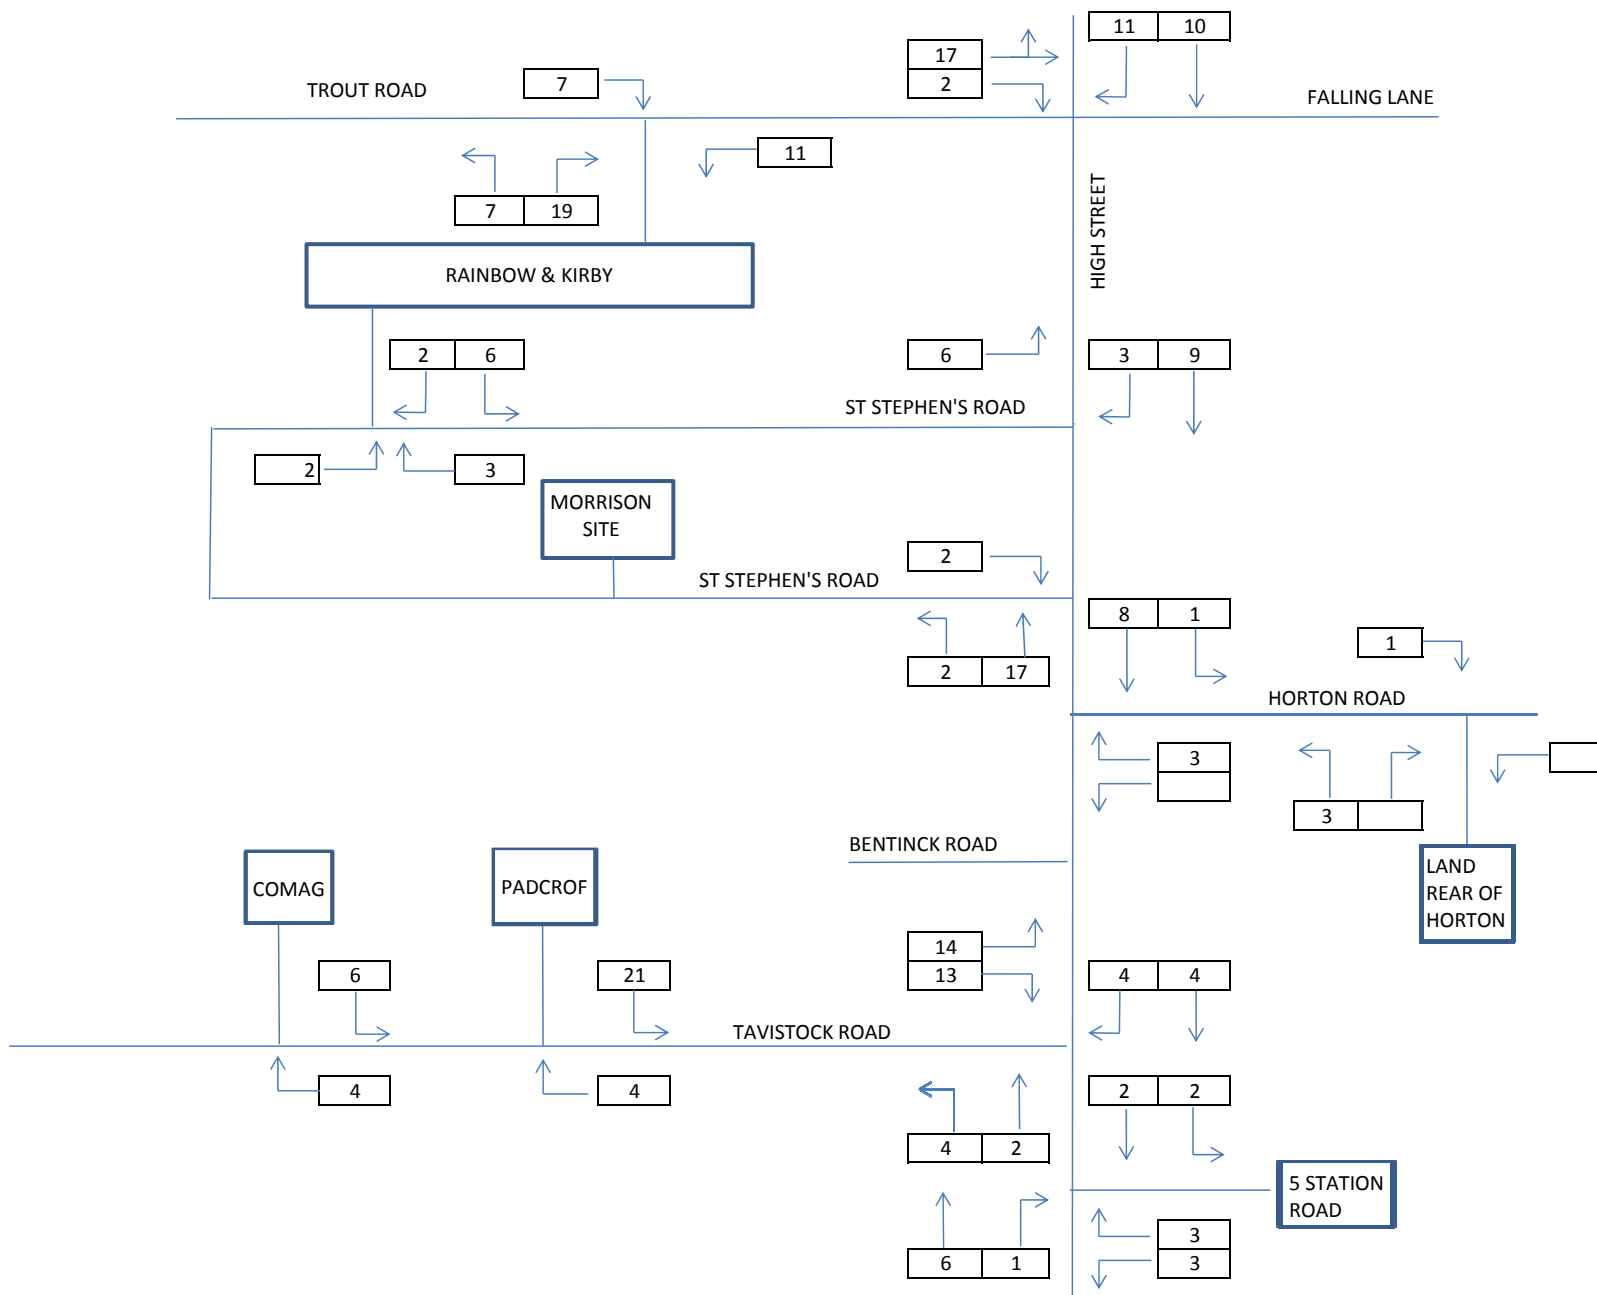 11 10
17
2
7
TROUT ROAD
FALLING LANE
11
7 19
HIGH STREET
RAINBOW & KIRBY
2 6
6
3 9
ST STEPHEN'S ROAD
2
3
MORRISON
SITE
2
ST STEPHEN'S ROAD
8 1
1
2 17
HORTON ROAD
3
3
BENTINCK ROAD
COMAG
PADCROF
LAND
REAR OF
HORTON
14
13
6
21
4 4
TAVISTOCK ROAD
4
4
2 2
4 2
5 STATION
ROAD
3
3
6 1